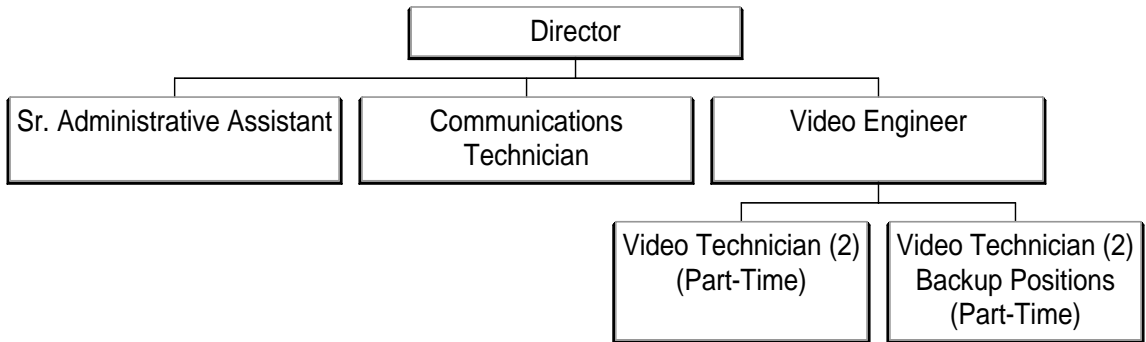 Director
Sr. Administrative Assistant
Communications
Technician
Video Engineer
Video Technician (2)
(Part-Time)
Video Technician (2)
Backup Positions
(Part-Time)